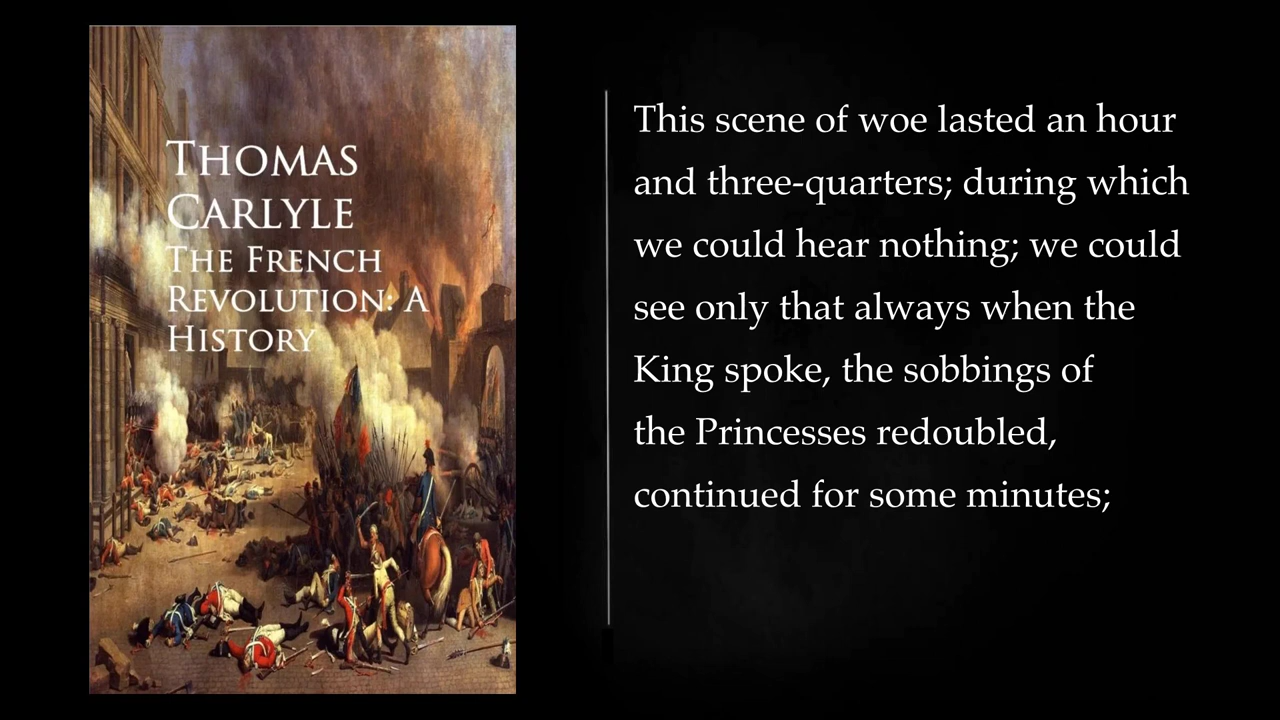 THOMAS
CARLYLE
THE FRENCH
REVOLUTION: A
HISTORY
This scene of woe lasted an hour
and three-quarters; during which
we could hear nothing; we could
see only that always when the
King spoke, the sobbings of
the Princesses redoubled,
continued for some minutes;